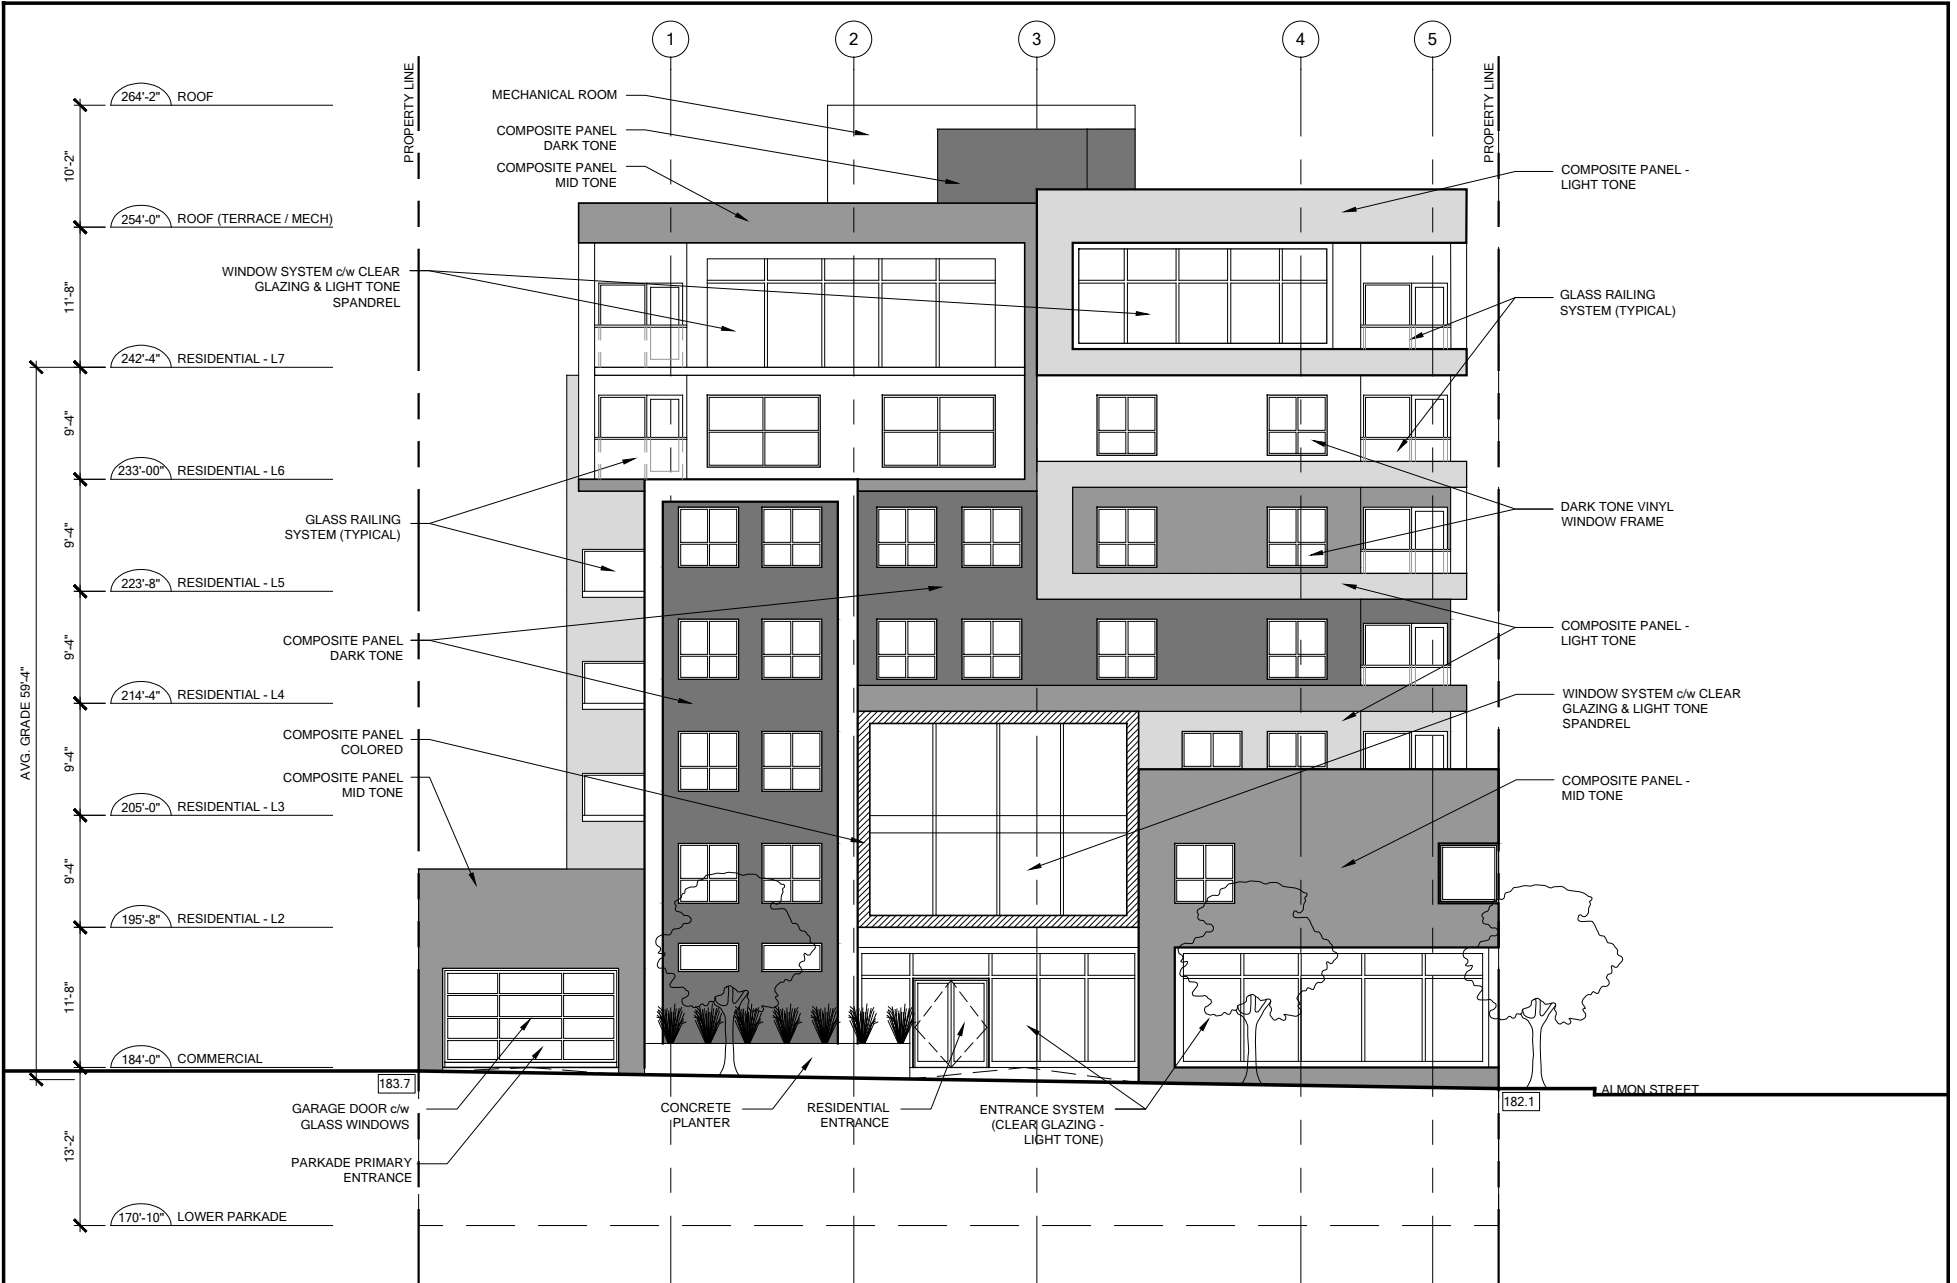 1
2
3
4
5
PROPERTY LINE
PROPERTY LINE
264'-2" ROOF
10'-2"
254'-0" ROOF (TERRACE / MECH)
11'-8"
242'-4" RESIDENTIAL - L7
9'-4"
233'-00" RESIDENTIAL - L6
9'-4"
223'-8" RESIDENTIAL - L5
9'-4"
214'-4" RESIDENTIAL - L4
9'-4"
205'-0" RESIDENTIAL - L3
9'-4"
195'-8" RESIDENTIAL - L2
11'-8"
184'-0" COMMERCIAL
13'-2"
170'-10" LOWER PARKADE
AVG. GRADE 59'-4"
MECHANICAL ROOM
COMPOSITE PANEL
DARK TONE
COMPOSITE PANEL
MID TONE
WINDOW SYSTEM c/w CLEAR
GLAZING & LIGHT TONE
SPANDREL
GLASS RAILING
SYSTEM (TYPICAL)
COMPOSITE PANEL
DARK TONE
COMPOSITE PANEL
COLORED
COMPOSITE PANEL
MID TONE
COMPOSITE PANEL -
LIGHT TONE
GLASS RAILING
SYSTEM (TYPICAL)
DARK TONE VINYL
WINDOW FRAME
COMPOSITE PANEL -
LIGHT TONE
WINDOW SYSTEM c/w CLEAR
GLAZING & LIGHT TONE
SPANDREL
COMPOSITE PANEL -
MID TONE
183.7
182.1
ALMON STREET
GARAGE DOOR c/w
GLASS WINDOWS
PARKADE PRIMARY
ENTRANCE
CONCRETE
PLANTER
RESIDENTIAL
ENTRANCE
ENTRANCE SYSTEM
(CLEAR GLAZING -
LIGHT TONE)